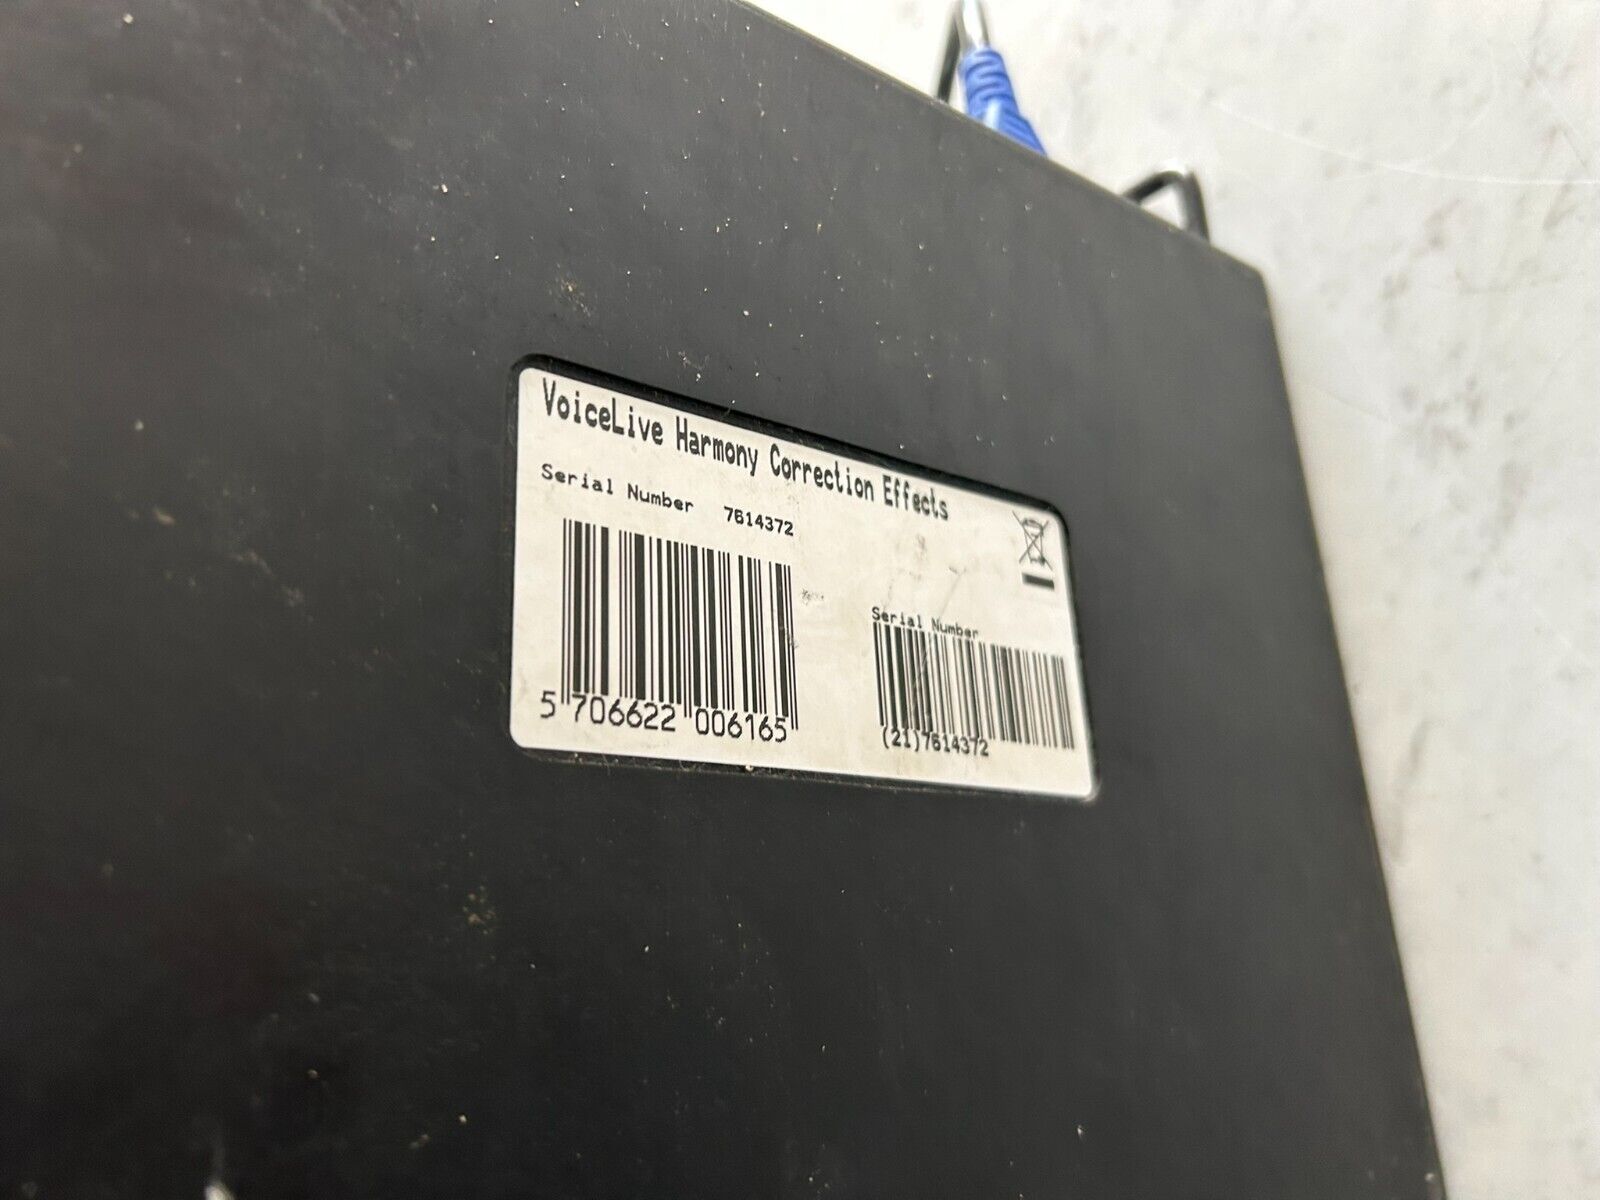 VoiceLive Harmony Correction Effects
Serial Number 7614372
5 706622 006165
Serial Number
(21)7614372